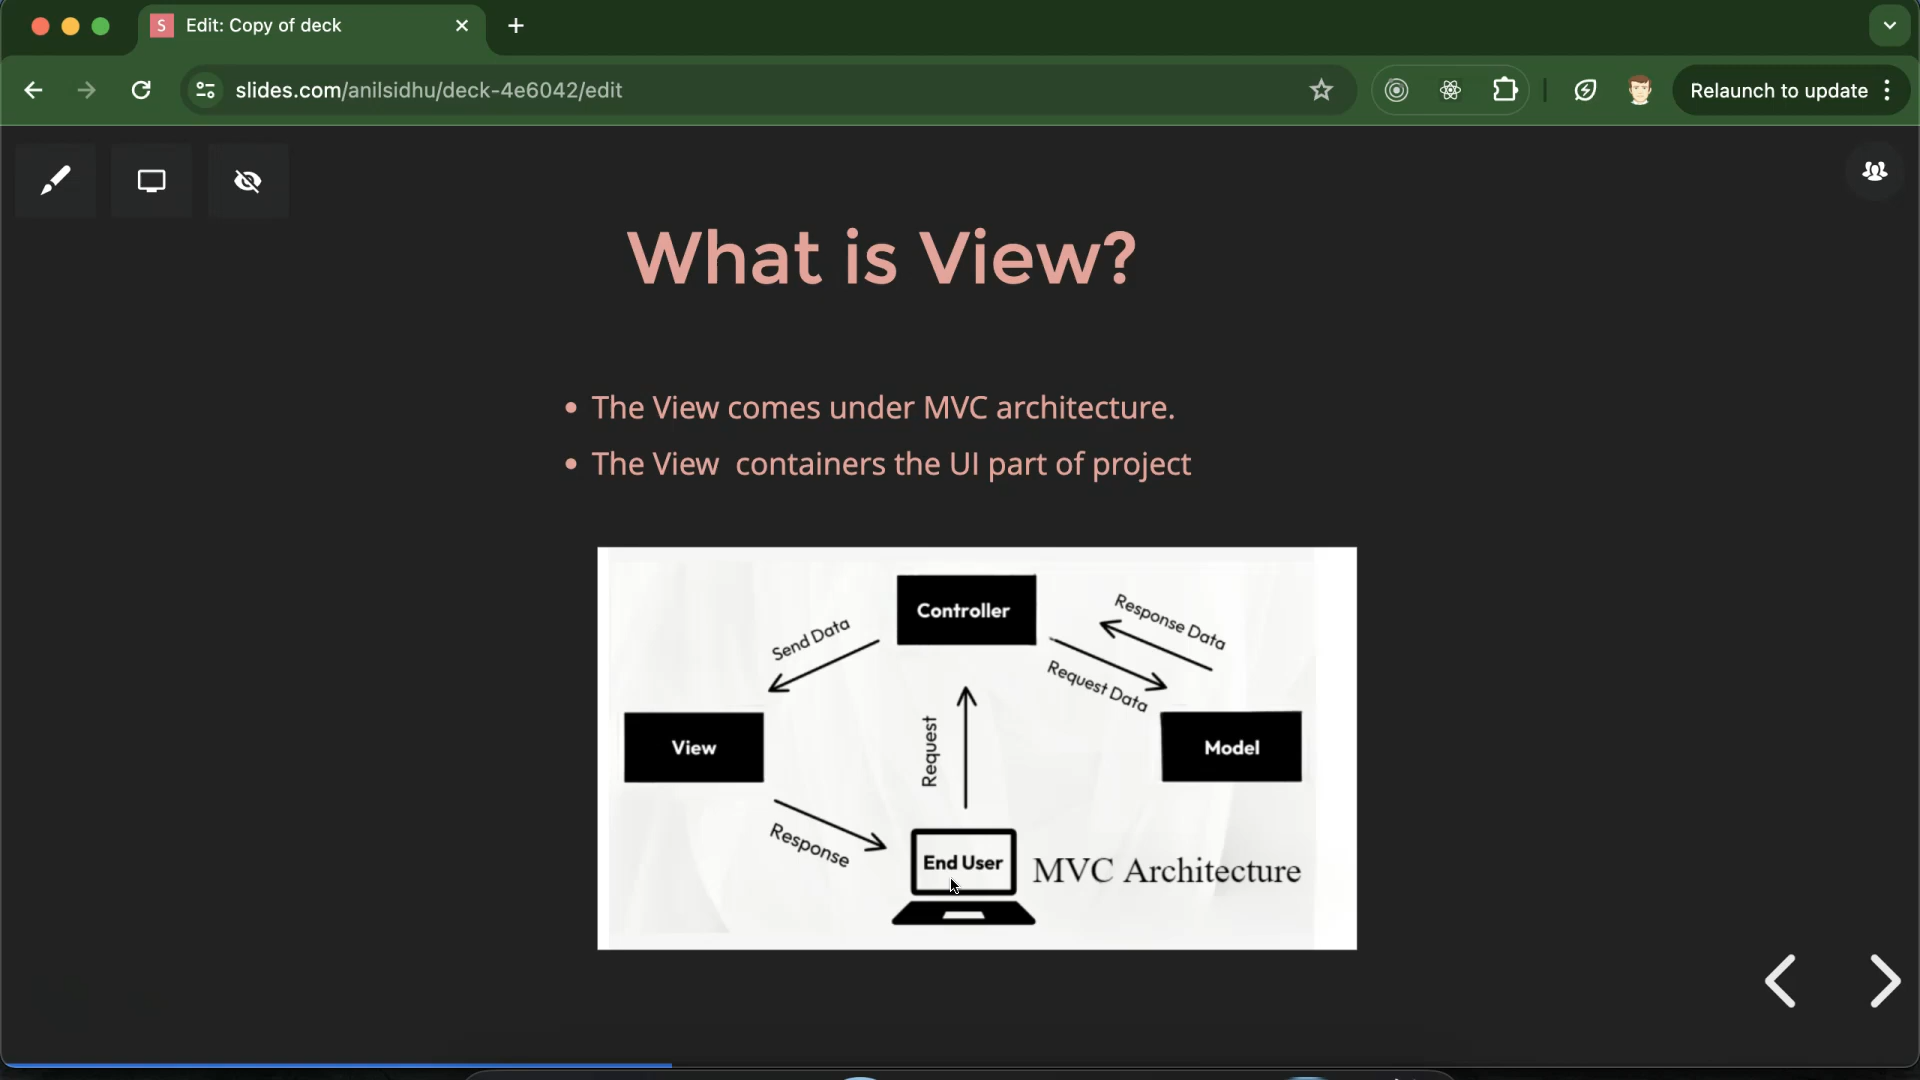 S Edit: Copy of deck
slides.com/anilsidhu/deck-4e6042/edit
Relaunch to update
What is View?
• The View comes under MVC architecture.
• The View  containers the UI part of project
Controller
Send Data
Response Data
Request Data
View
Request
Model
Response
End User
MVC Architecture